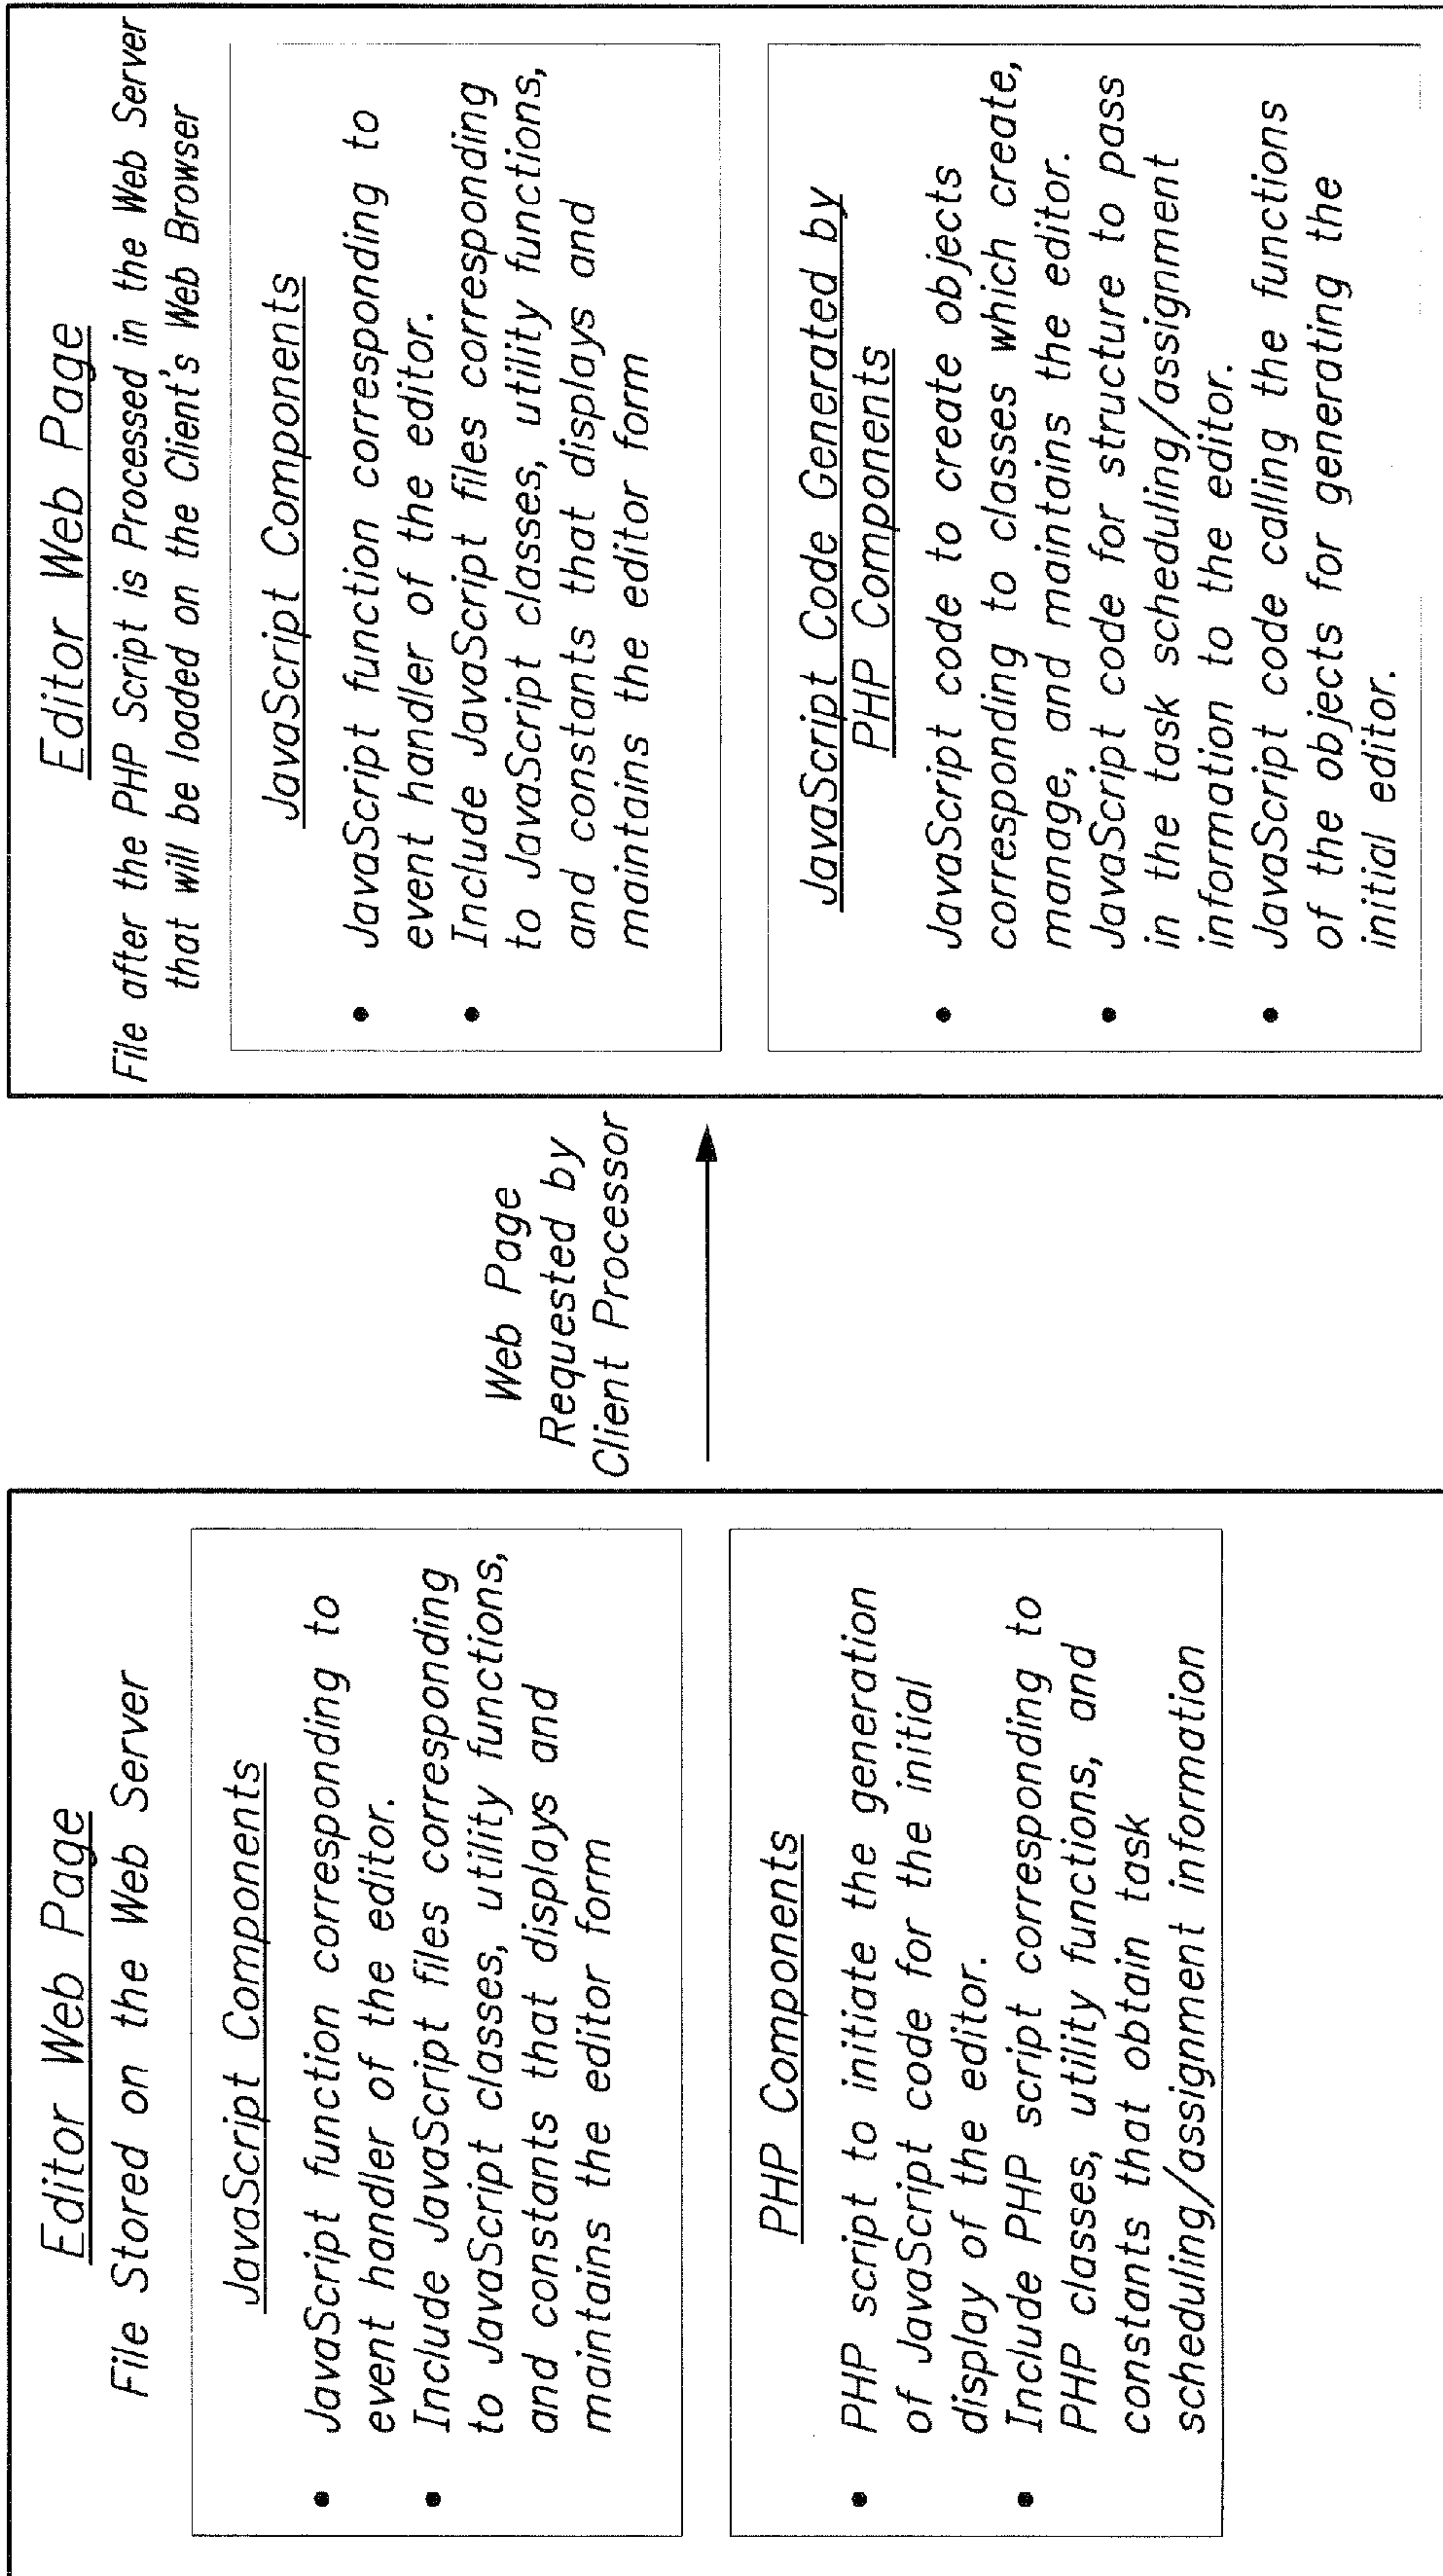 Editor Web Page
File Stored on the Web Server
JavaScript Components
• JavaScript function corresponding to
event handler of the editor.
• Include JavaScript files corresponding
to JavaScript classes, utility functions,
and constants that displays and
maintains the editor form
PHP Components
• PHP script to initiate the generation
of JavaScript code for the initial
display of the editor.
• Include PHP script corresponding to
PHP classes, utility functions, and
constants that obtain task
scheduling/assignment information
Web Page
Requested by
Client Processor
Editor Web Page
File after the PHP Script is Processed in the Web Server
that will be loaded on the Client's Web Browser
JavaScript Components
• JavaScript function corresponding to
event handler of the editor.
• Include JavaScript files corresponding
to JavaScript classes, utility functions,
and constants that displays and
maintains the editor form
JavaScript Code Generated by
PHP Components
• JavaScript code to create objects
corresponding to classes which create,
manage, and maintains the editor.
• JavaScript code for structure to pass
in the task scheduling/assignment
information to the editor.
• JavaScript code calling the functions
of the objects for generating the
initial editor.